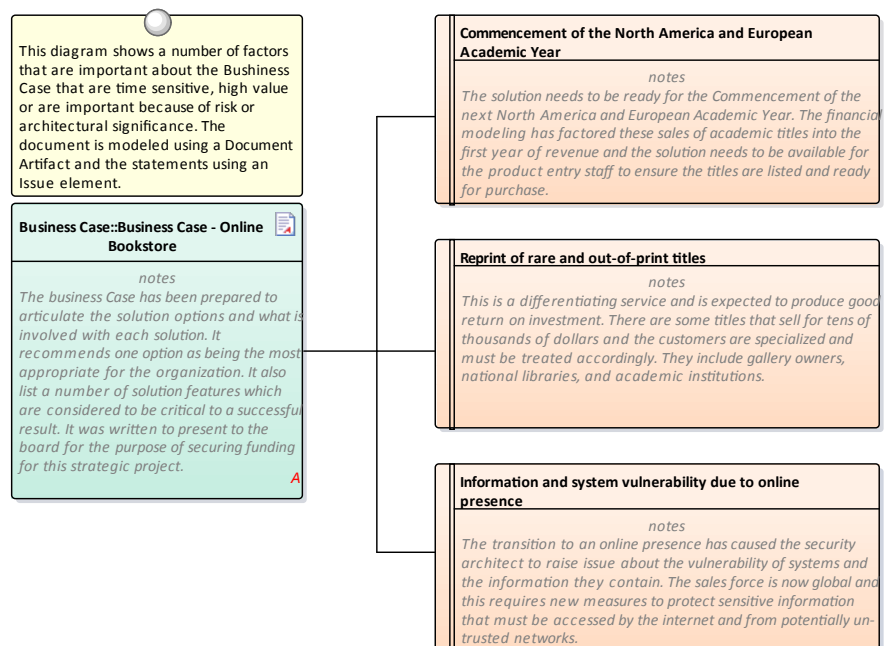 This diagram shows a number of factors
that are important about the Bushiness
Case that are time sensitive, high value
or are important because of risk or
architectural significance. The
document is modeled using a Document
Artifact and the statements using an
Issue element.
Business Case::Business Case - Online
Bookstore
notes
The business Case has been prepared to
articulate the solution options and what is
involved with each solution. It
recommends one option as being the most
appropriate for the organization. It also
list a number of solution features which
are considered to be critical to a successful
result. It was written to present to the
board for the purpose of securing funding
for this strategic project.
A
Commencement of the North America and European
Academic Year
notes
The solution needs to be ready for the Commencement of the
next North America and European Academic Year. The financial
modeling has factored these sales of academic titles into the
first year of revenue and the solution needs to be available for
the product entry staff to ensure the titles are listed and ready
for purchase.
Reprint of rare and out-of-print titles
notes
This is a differentiating service and is expected to produce good
return on investment. There are some titles that sell for tens of
thousands of dollars and the customers are specialized and
must be treated accordingly. They include gallery owners,
national libraries, and academic institutions.
Information and system vulnerability due to online
presence
notes
The transition to an online presence has caused the security
architect to raise issue about the vulnerability of systems and
the information they contain. The sales force is now global and
this requires new measures to protect sensitive information
that must be accessed by the internet and from potentially un-
trusted networks.